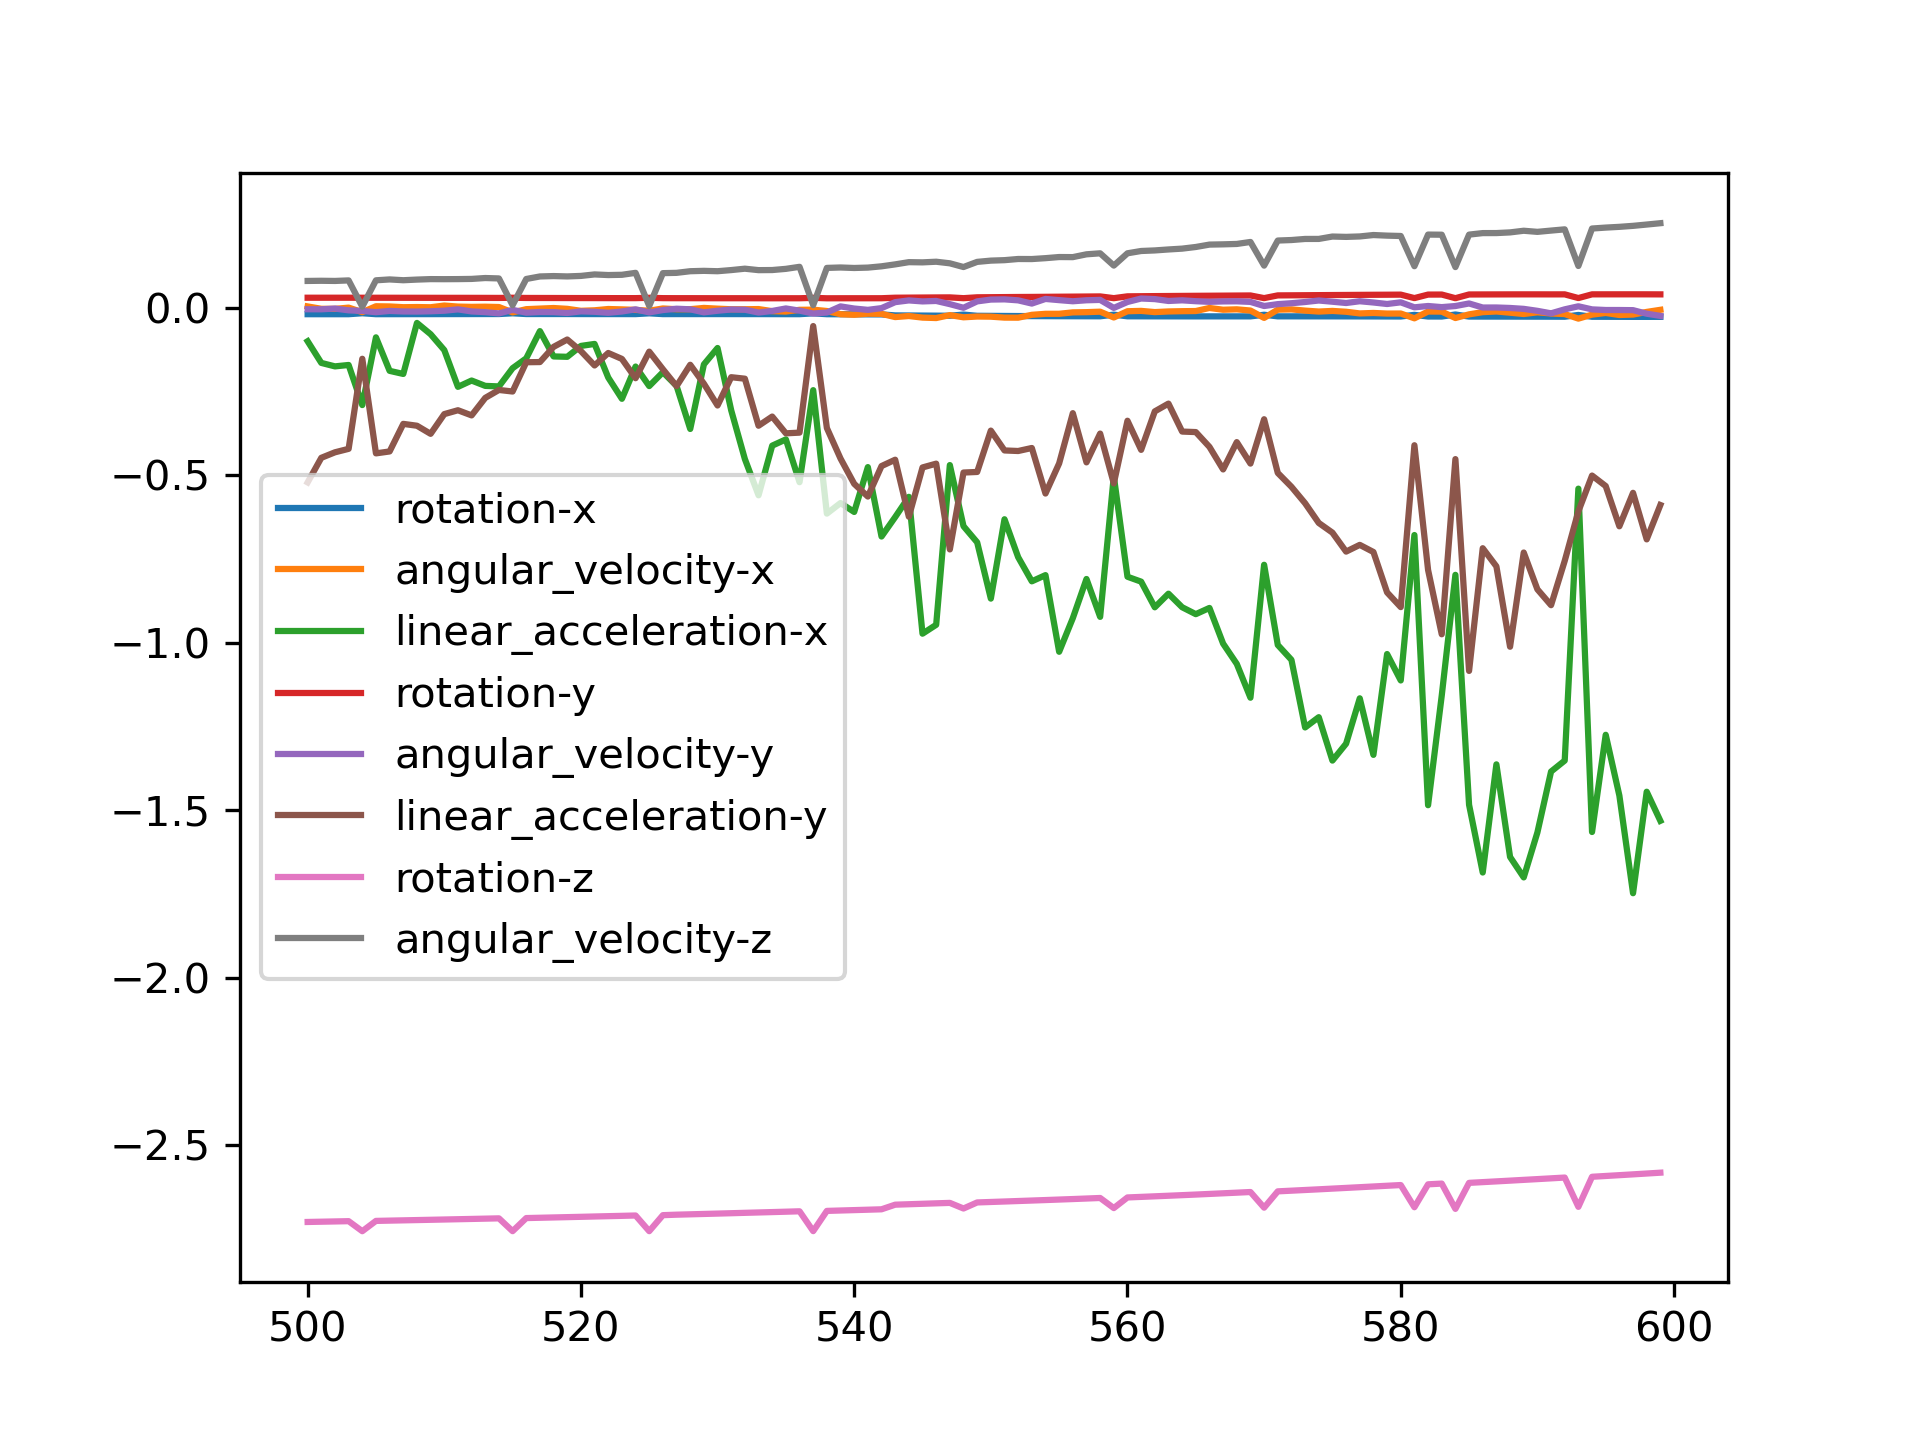 0.0
−0.5
−1.0
−1.5
−2.0
−2.5
rotation-x
angular_velocity-x
linear_acceleration-x
rotation-y
angular_velocity-y
linear_acceleration-y
rotation-z
angular_velocity-z
500 520 540 560 580 600